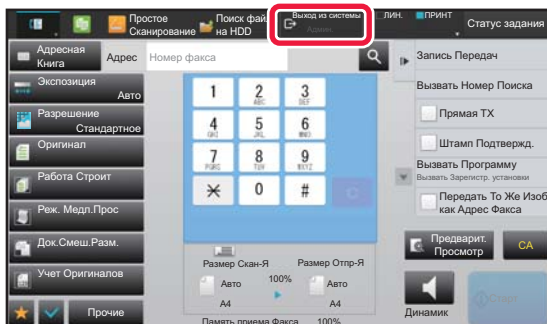 Простое
Сканирование
Поиск фай
на HDD
Выход из системы
Админ.
ЛИН.
ПРИНТ
Статус задания
Адресная
Книга
Адрес
Номер факса
Запись Передач
Экспозиция
Авто
Вызвать Номер Поиска
Разрешение
Стандартное
Прямая TX
Оригинал
Штамп Подтвержд.
Работа Строит
Вызвать Программу
Вызвать Зарегистр. установки
Реж. Медл.Прос
Передать То Же Изоб
как Адрес Факса
Док.Смеш.Разм.
Учет Оригиналов
Прочие
1
2
ABC
3
DEF
4
GHI
5
JKL
6
MNO
7
PQRS
8
TUV
9
WXYZ
0
#
C
Размер Скан-Я
Размер Отпр-Я
Авто
100%
Авто
A4
A4
Память приема Факса 100%
Предварит.
Просмотр
CA
Динамик
Старт